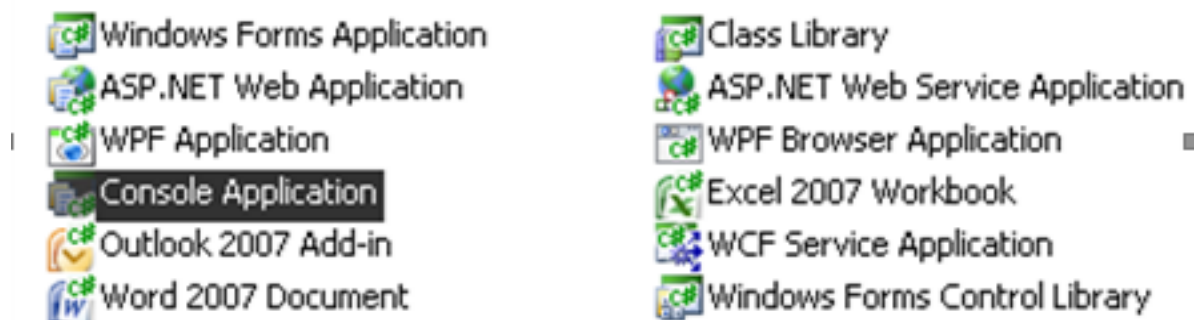 Windows Forms Application
Class Library
ASP.NET Web Application
ASP.NET Web Service Application
WPF Application
WPF Browser Application
Console Application
Excel 2007 Workbook
Outlook 2007 Add-in
WCF Service Application
Word 2007 Document
Windows Forms Control Library